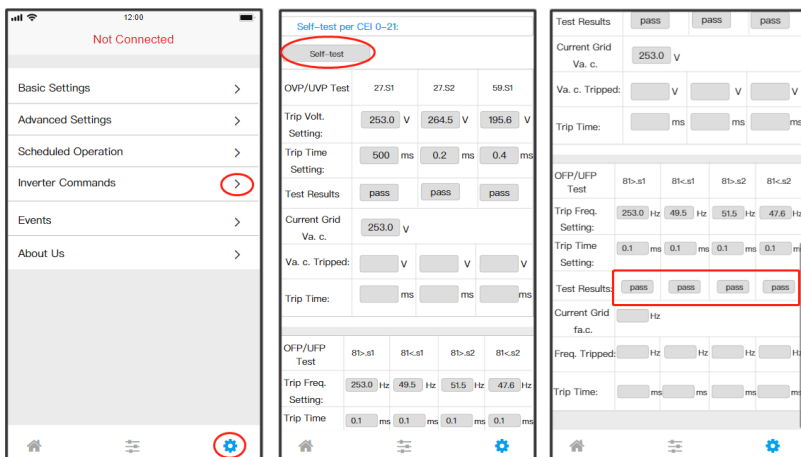 12:00
Not Connected
Basic Settings
Advanced Settings
Scheduled Operation
Inverter Commands
Events
About Us
Self-test per CEI 0-21:
Self-test
OVP/UVP Test 27.S1 27.S2 59.S1
Trip Volt. Setting: 253.0 V 264.5 V 195.6 V
Trip Time Setting: 500 ms 0.2 ms 0.4 ms
Test Results pass pass pass
Current Grid Va. c. 253.0 V
Va. c. Tripped: V V V
Trip Time: ms ms ms
OFP/UFP Test 81>.s1 81<.s1 81>.s2 81<.s2
Trip Freq. Setting: 253.0 Hz 49.5 Hz 51.5 Hz 47.6 Hz
Trip Time 0.1 ms 0.1 ms 0.1 ms 0.1 ms
Test Results pass pass pass
Current Grid Va. c. 253.0 V
Va. c. Tripped: V V V
Trip Time: ms ms ms
OFP/UFP Test 81>.s1 81<.s1 81>.s2 81<.s2
Trip Freq. Setting: 253.0 Hz 49.5 Hz 51.5 Hz 47.6 Hz
Trip Time Setting: 0.1 ms 0.1 ms 0.1 ms 0.1 m
Test Results: pass pass pass pass
Current Grid fa.c. Hz
Freq. Tripped: Hz Hz Hz Hz
Trip Time: ms ms ms ms